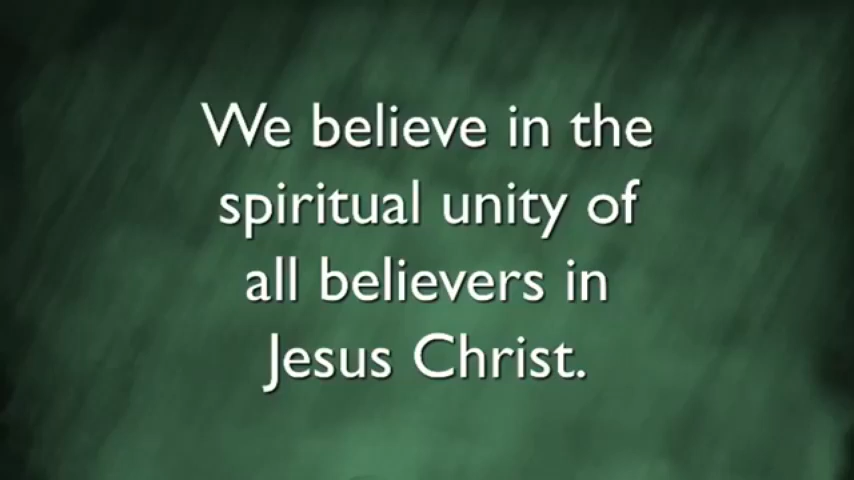 We believe in the
spiritual unity of
all believers in
Jesus Christ.